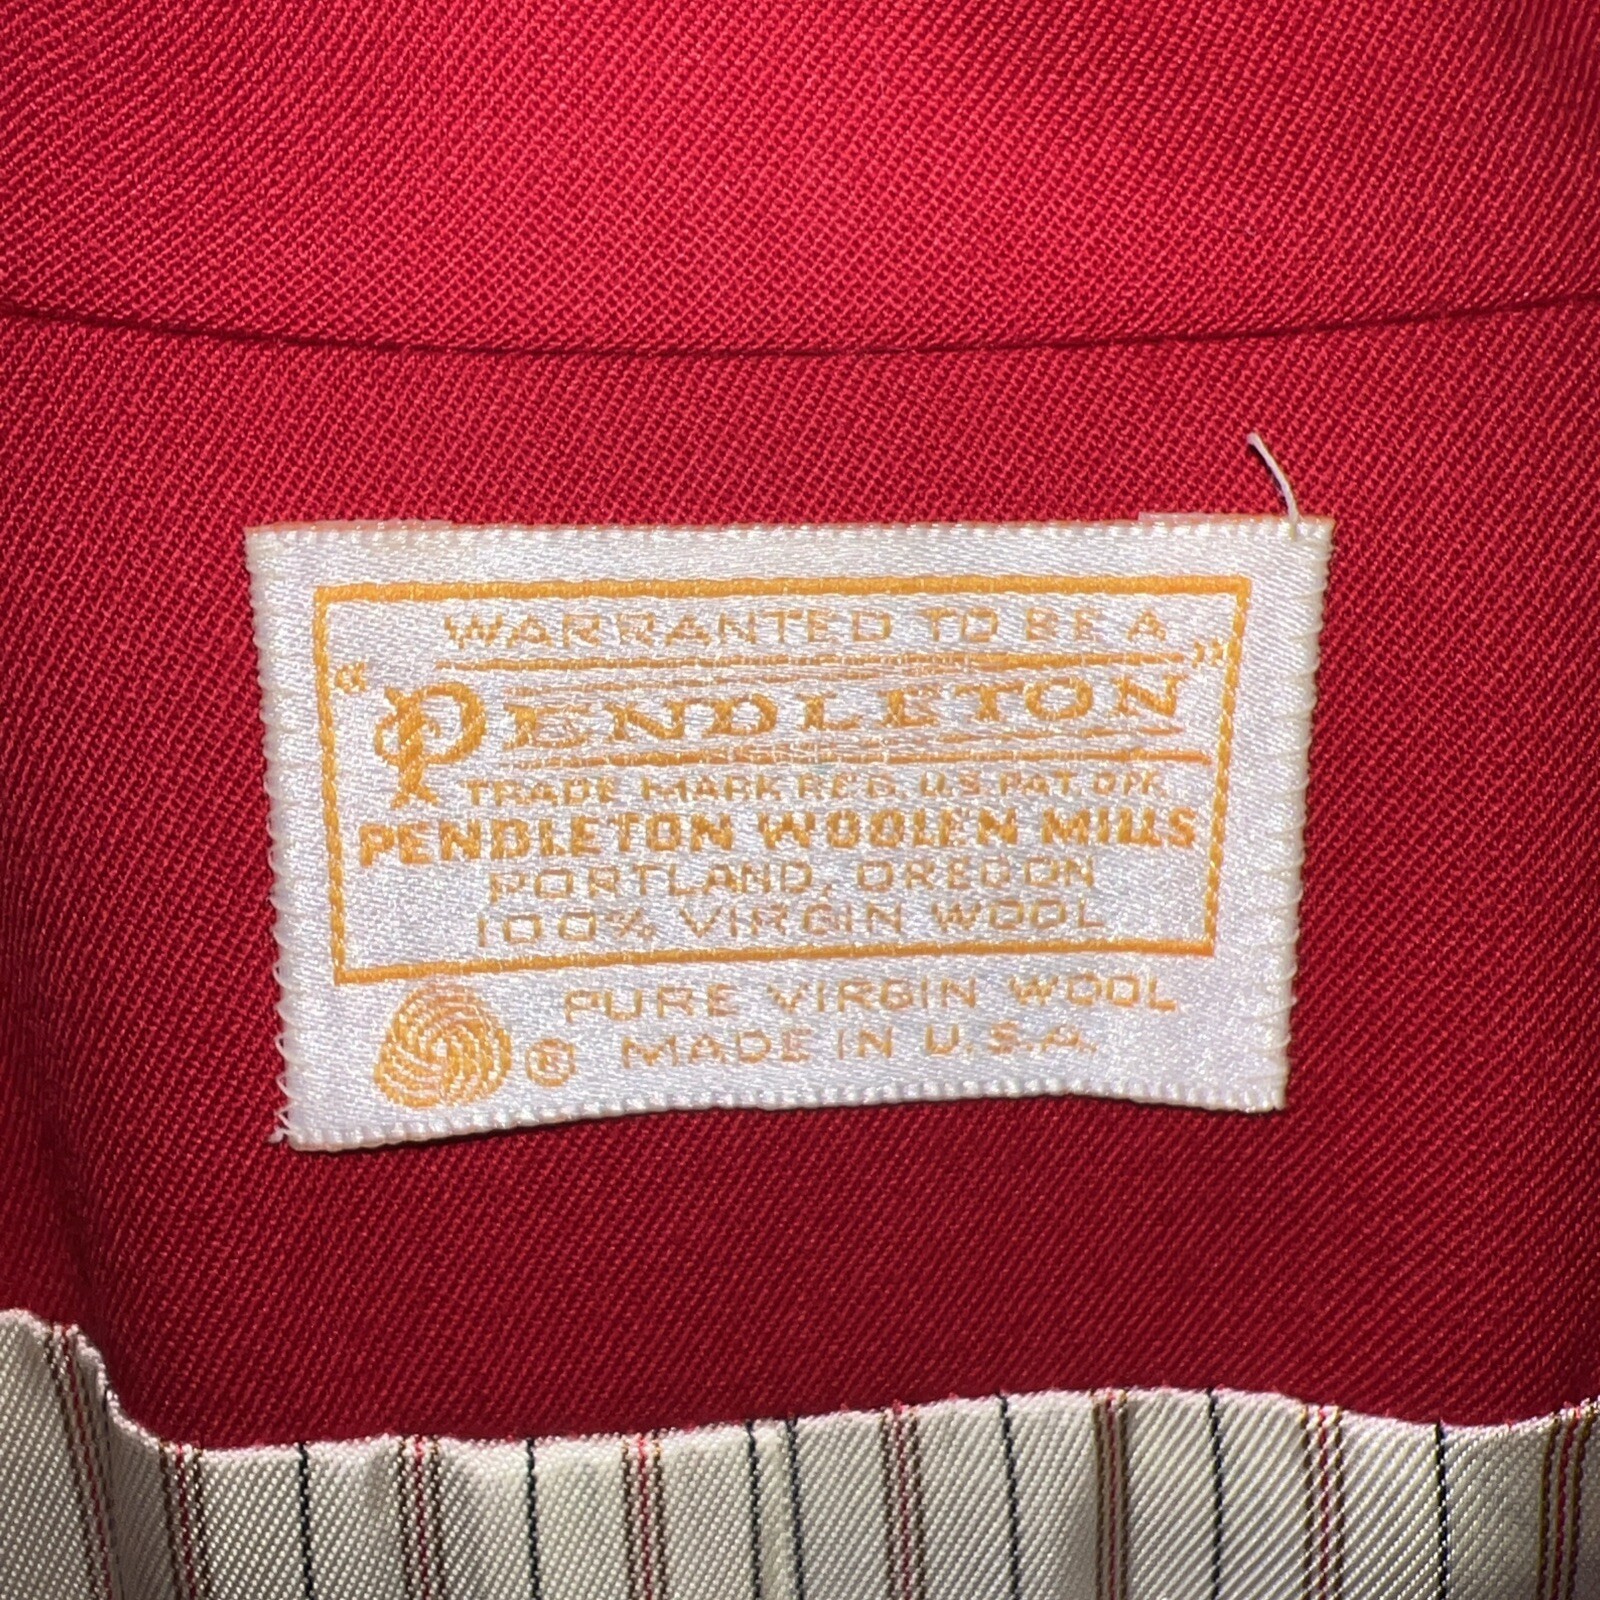 WARRANTED TO BE A
"PENDLETON"
TRADE MARK REG. U.S. PAT. OFF.
PENDLETON WOOLEN MILLS
PORTLAND, OREGON
100% VIRGIN WOOL
® PURE VIRGIN WOOL
MADE IN U.S.A.